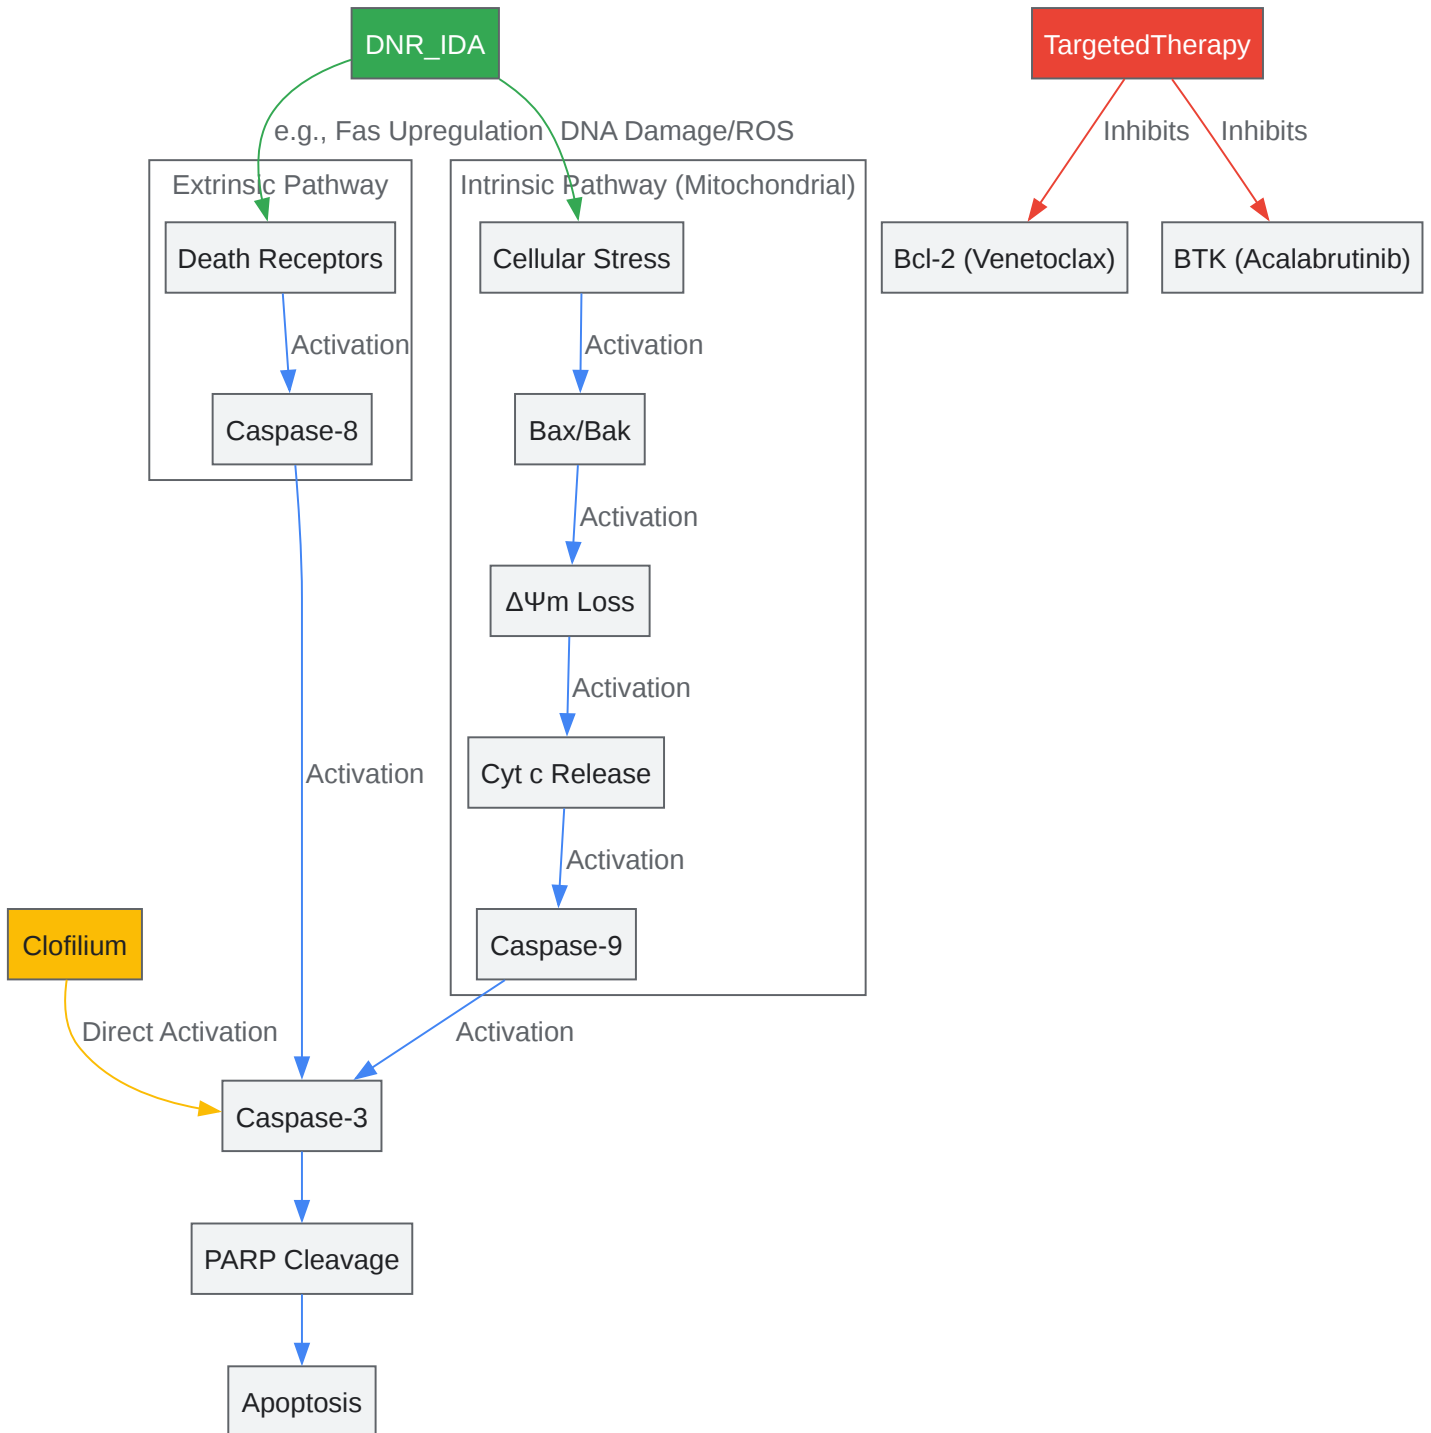 DNR_IDA
TargetedTherapy
e.g., Fas Upregulation
DNA Damage/ROS
Inhibits
Inhibits
Extrinsic Pathway
Intrinsic Pathway (Mitochondrial)
Death Receptors
Cellular Stress
Bcl-2 (Venetoclax)
BTK (Acalabrutinib)
Activation
Activation
Caspase-8
Bax/Bak
Activation
ΔΨm Loss
Activation
Activation
Cyt c Release
Activation
Clofilium
Caspase-9
Direct Activation
Activation
Caspase-3
PARP Cleavage
Apoptosis